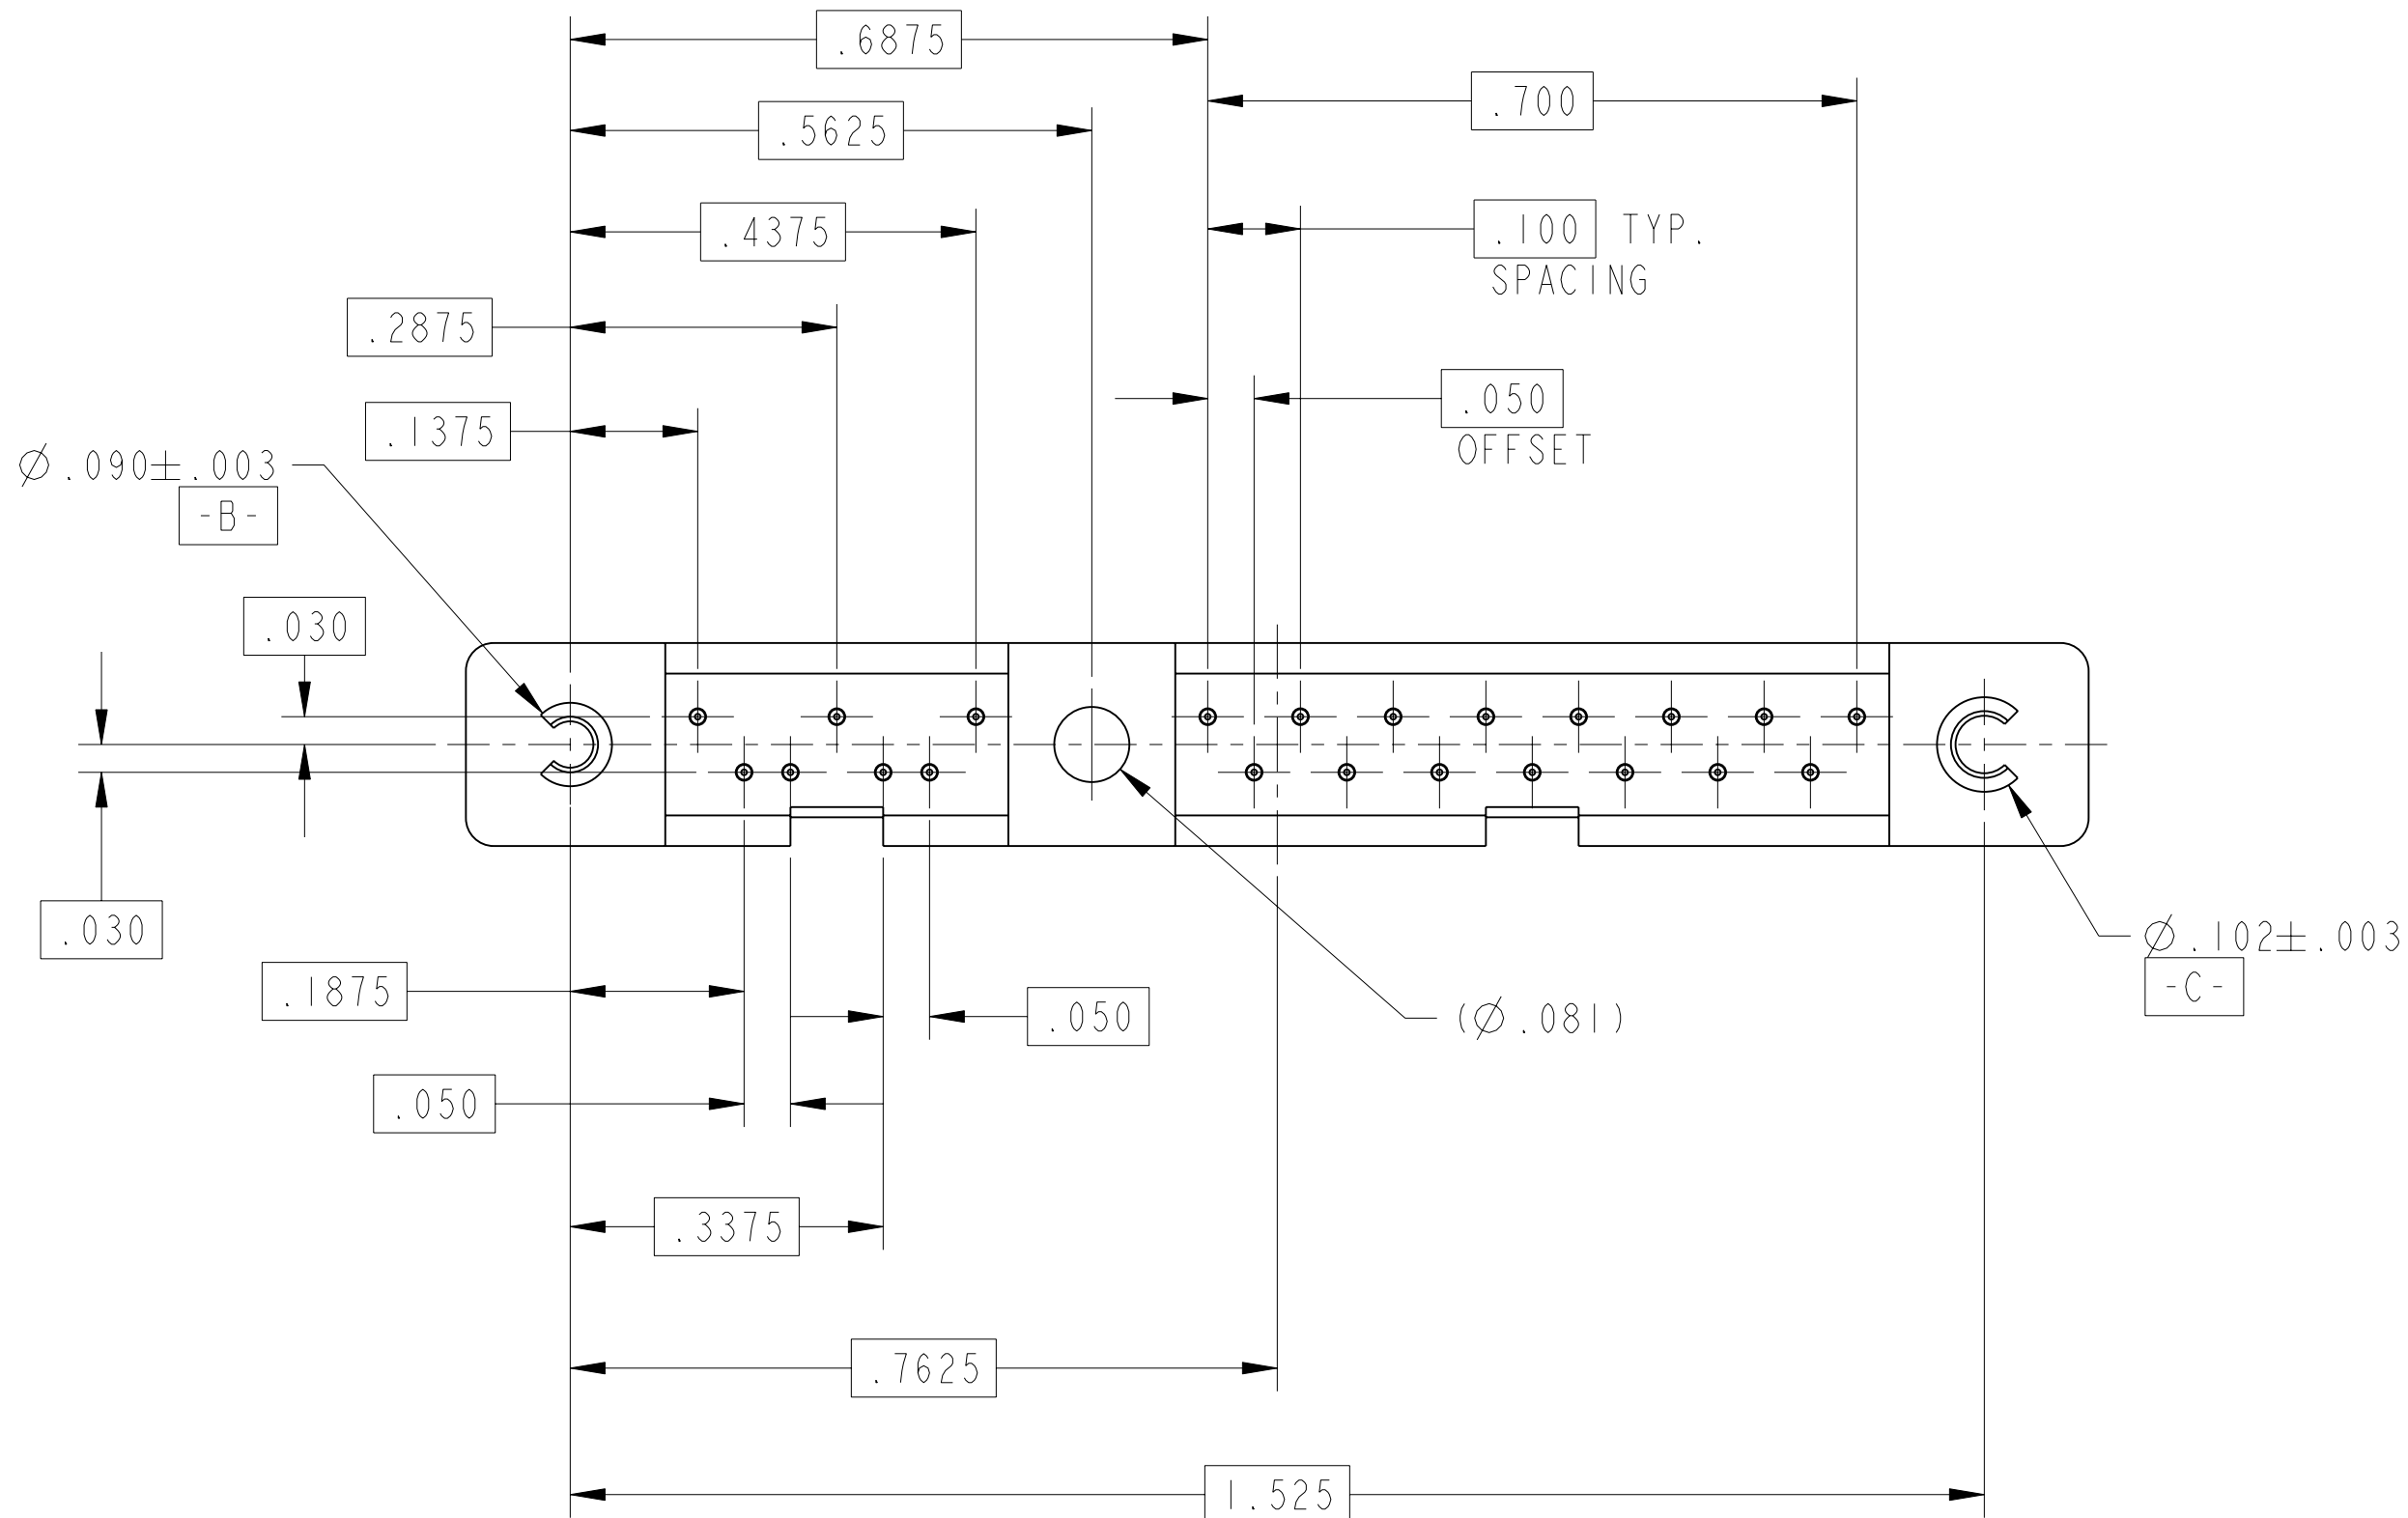 .6875
.700
.5625
.4375
.100 TYP.
SPACING
.2875
.050
OFFSET
.1375
Ø.090±.003
-B-
.030
.030
Ø.102±.003
-C-
.1875
.050
(Ø.081)
.050
.3375
.7625
1.525